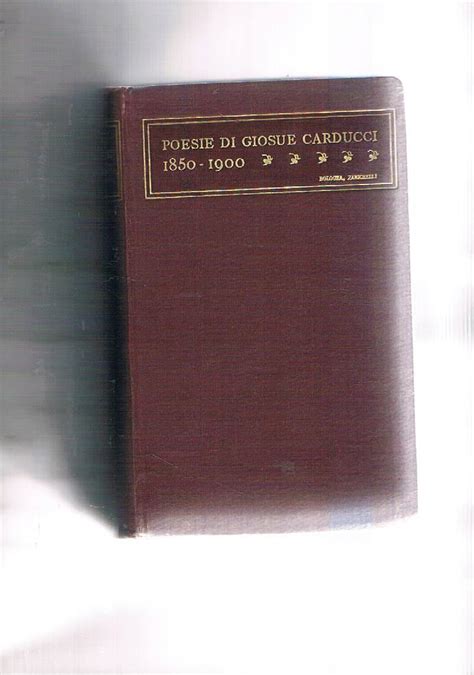 POESIE DI GIOSUE CARDUCCI
1850-1900
BOLOGNA, ZANICHELLI